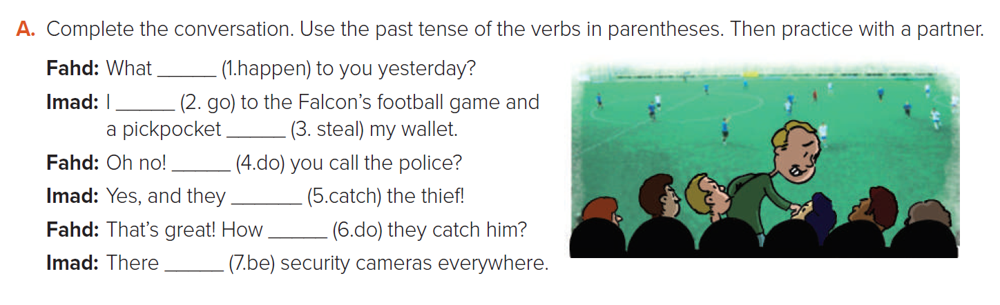 A. Complete the conversation. Use the past tense of the verbs in parentheses. Then practice with a partner.
Fahd: What ______ (1.happen) to you yesterday?
Imad: I ______ (2. go) to the Falcon's football game and
a pickpocket ______ (3. steal) my wallet.
Fahd: Oh no! ______ (4.do) you call the police?
Imad: Yes, and they _______ (5.catch) the thief!
Fahd: That's great! How ______ (6.do) they catch him?
Imad: There ______ (7.be) security cameras everywhere.